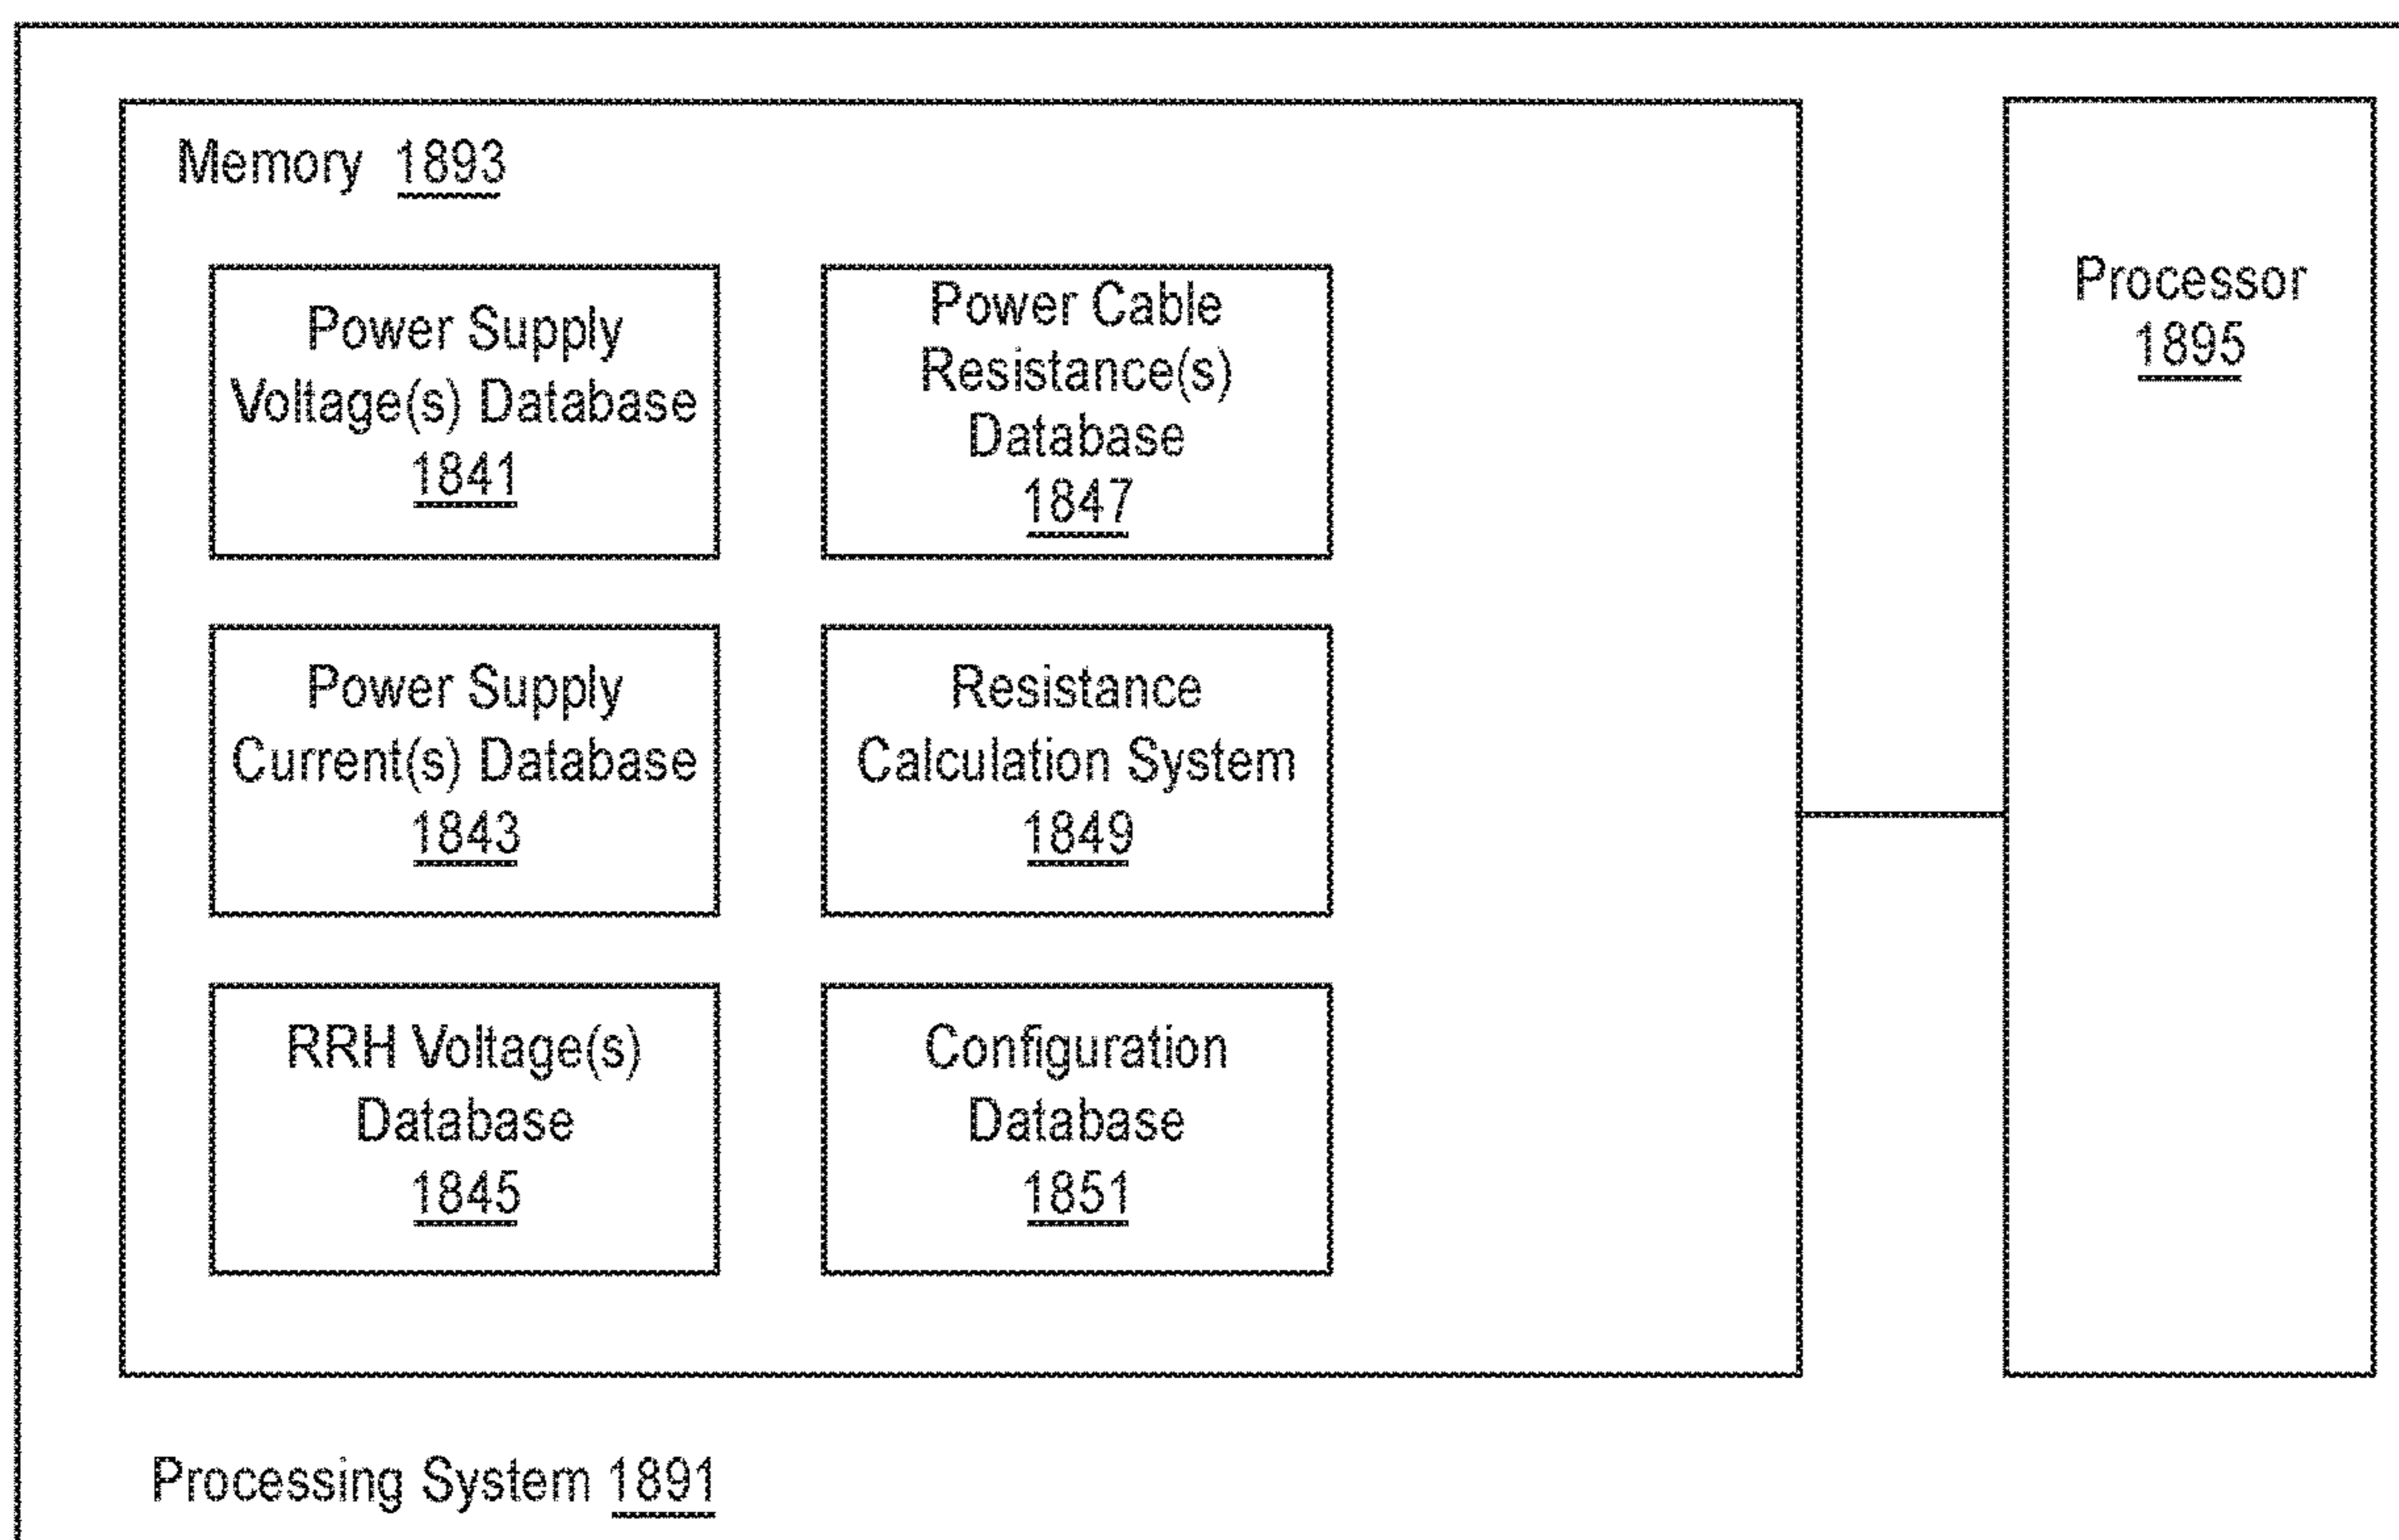 Memory 1893
Power Supply
Voltage(s) Database
1841
Power Cable
Resistance(s)
Database
1847
Power Supply
Current(s) Database
1843
Resistance
Calculation System
1849
RRH Voltage(s)
Database
1845
Configuration
Database
1851
Processor
1895
Processing System 1891